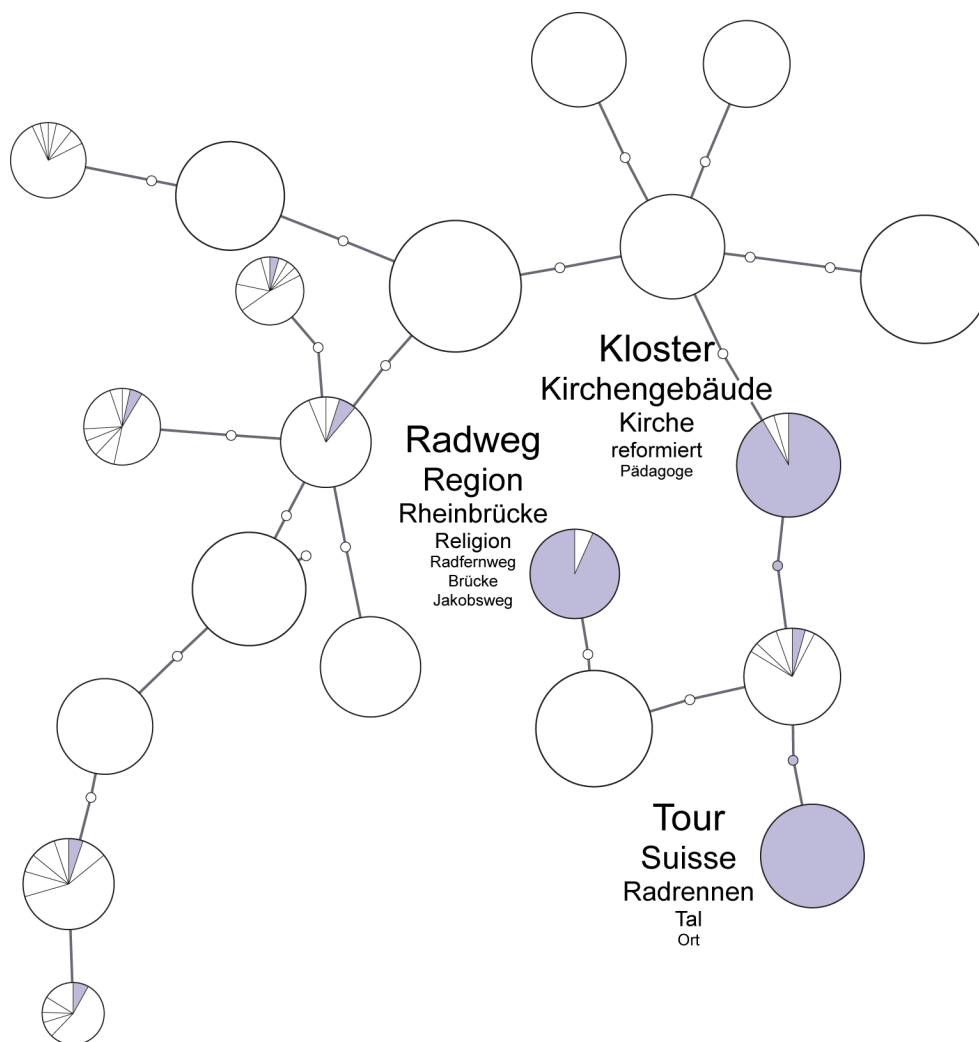 Kloster
Kirchengebäude
Kirche
reformiert
Pädagoge
Radweg
Region
Rheinbrücke
Religion
Radfernweg
Brücke
Jakobsweg
Tour
Suisse
Radrennen
Tal
Ort